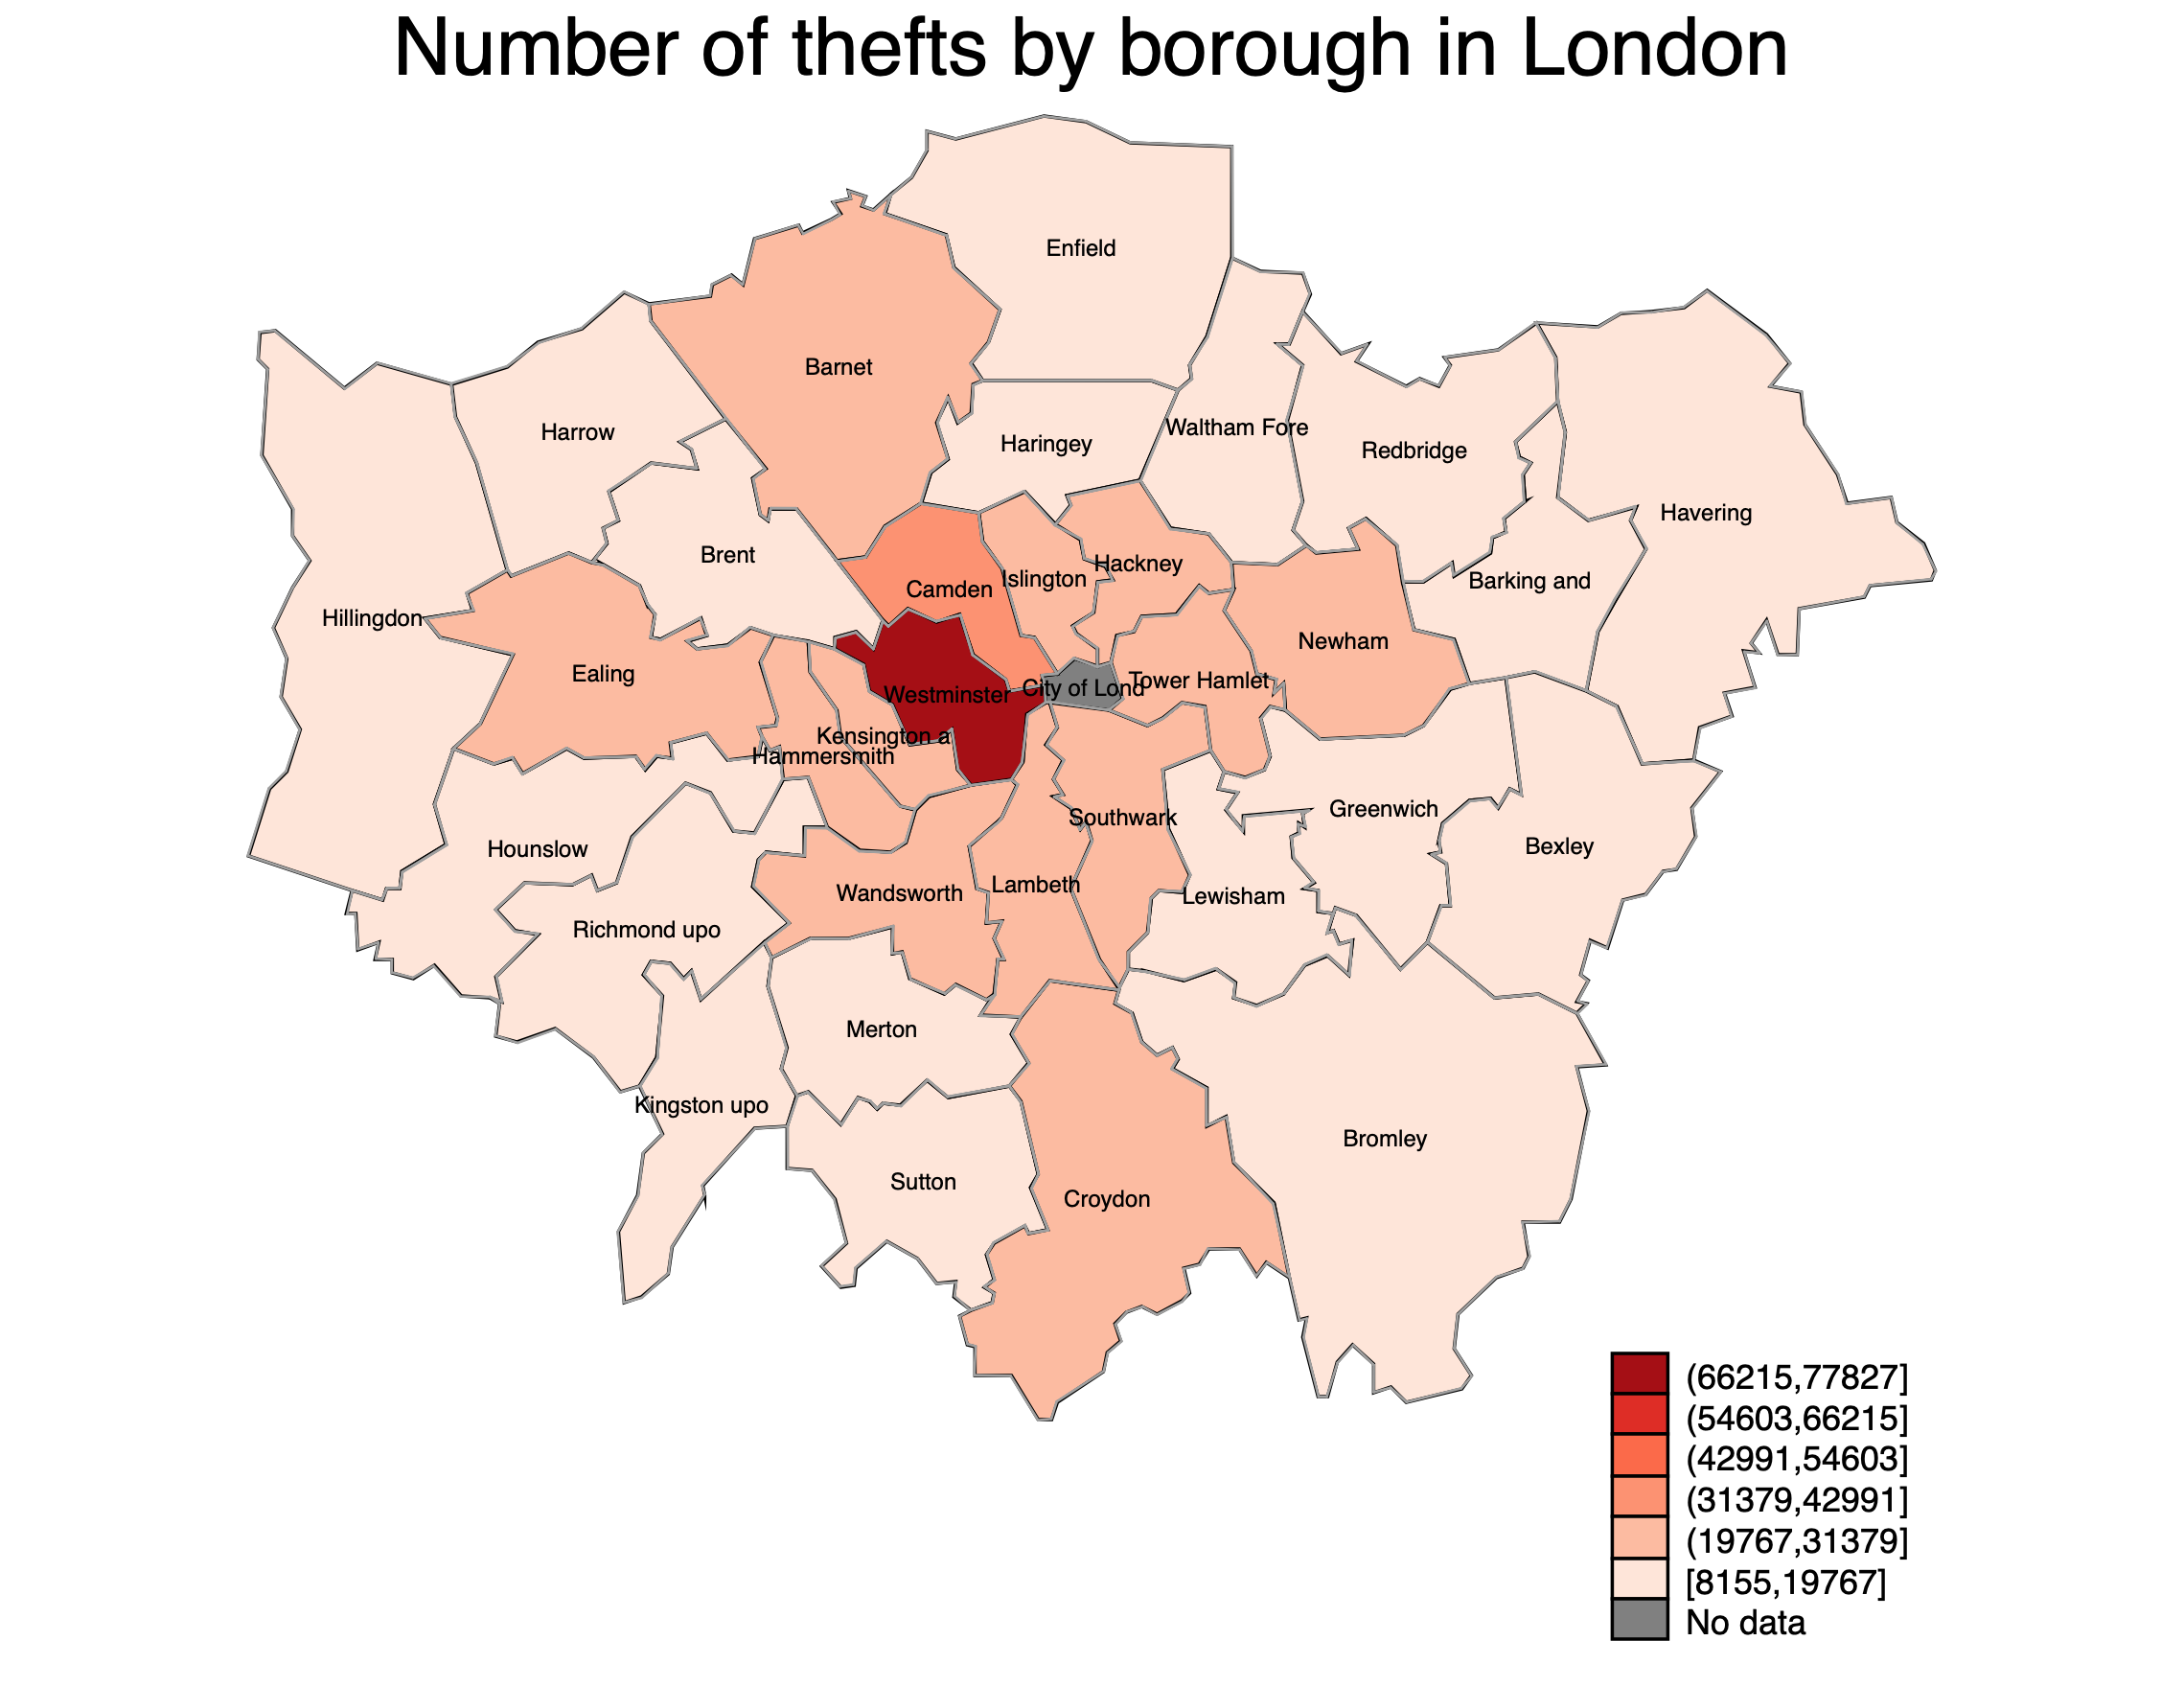 Number of thefts by borough in London
Enfield
Barnet
Harrow
Haringey
Waltham Fore
Redbridge
Havering
Brent
Hackney
Islington
Camden
Barking and
Hillingdon
Newham
Ealing
Tower Hamlet
City of Lond
Westminster
Kensington a
Hammersmith
Southwark
Greenwich
Hounslow
Bexley
Lambeth
Wandsworth
Lewisham
Richmond upo
Merton
Kingston upo
Bromley
Sutton
Croydon
(66215,77827]
(54603,66215]
(42991,54603]
(31379,42991]
(19767,31379]
[8155,19767]
No data